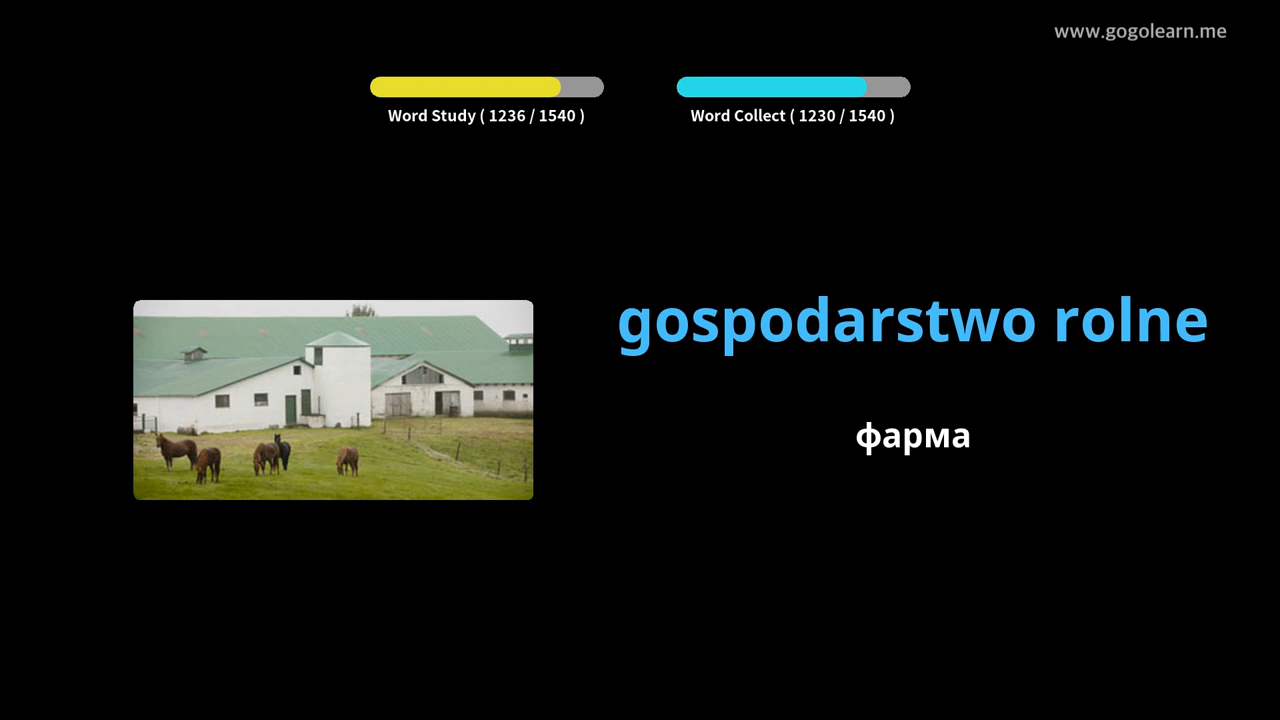 www.gogolearn.me
Word Study ( 1236 / 1540 )
Word Collect ( 1230 / 1540 )
gospodarstwo rolne
фарма